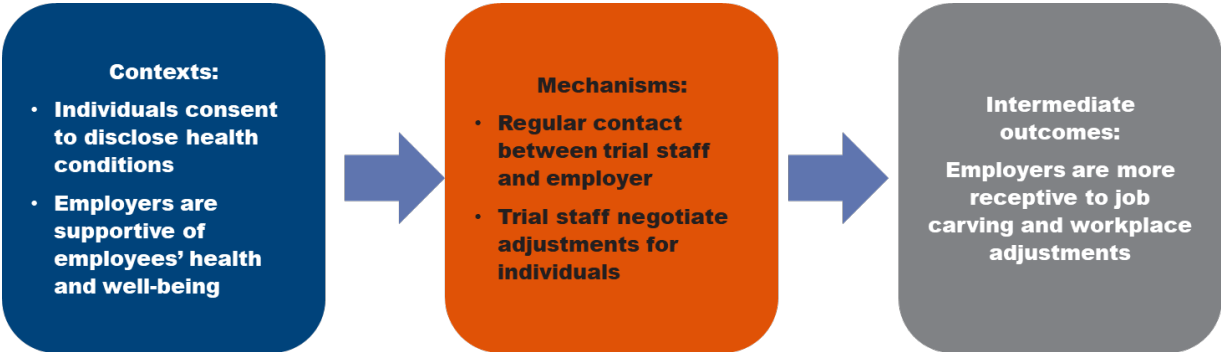 Contexts:
• Individuals consent
to disclose health
conditions
• Employers are
supportive of
employees’ health
and well-being
Mechanisms:
• Regular contact
between trial staff
and employer
• Trial staff negotiate
adjustments for
individuals
Intermediate
outcomes:
Employers are more
receptive to job
carving and workplace
adjustments